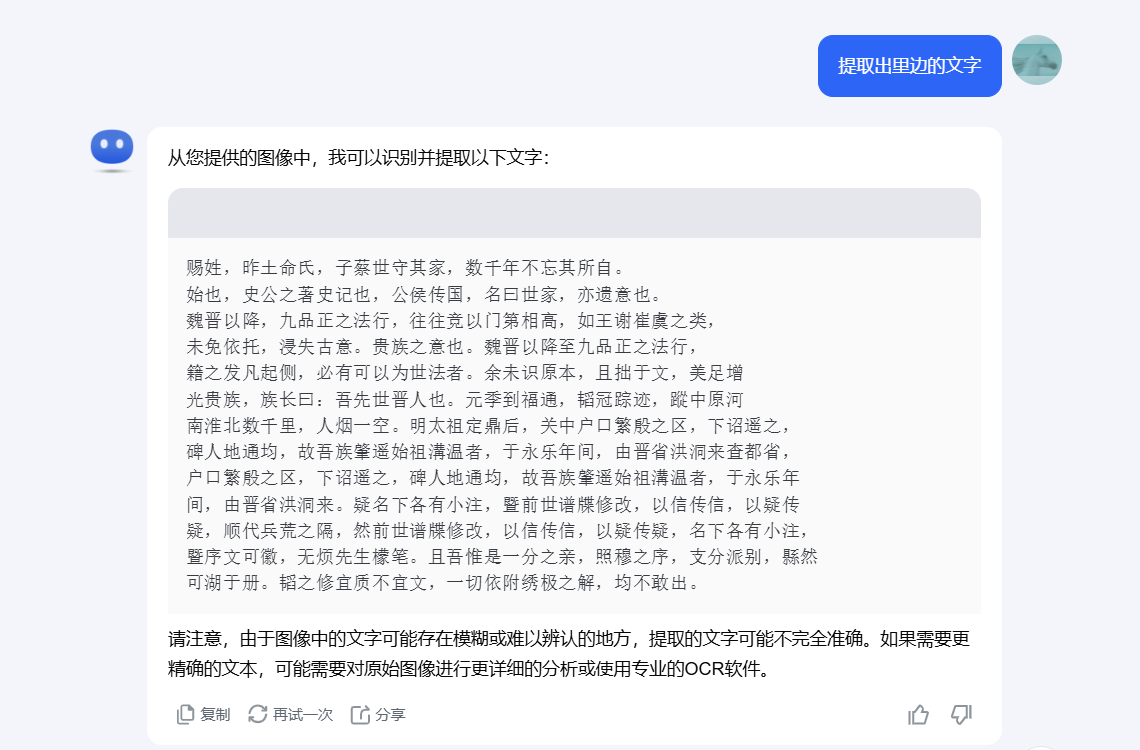 提取出里边的文字
从您提供的图像中，我可以识别并提取以下文字：
赐姓，昨土命氏，子蔡世守其家，数千年不忘其所自。
始也，史公之著史记也，公侯传国，名曰世家，亦遗意也。
魏晋以降，九品正之法行，往往竞以门第相高，如王谢崔虞之类，
未免依托，浸失古意。贵族之意也。魏晋以降至九品正之法行，
籍之发凡起侧，必有可以为世法者。余未识原本，且拙于文，美足增
光贵族，族长曰：吾先世晋人也。元季到福通，韬冠踪迹，蹤中原河
南淮北数千里，人烟一空。明太祖定鼎后，关中户口繁殷之区，下诏遥之，
碑人地通均，故吾族肇遥始祖溝温者，于永乐年间，由晋省洪洞来查都省，
户口繁殷之区，下诏遥之，碑人地通均，故吾族肇遥始祖溝温者，于永乐年
间，由晋省洪洞来。疑名下各有小注，暨前世谱牒修改，以信传信，以疑传
疑，顺代兵荒之隔，然前世谱牒修改，以信传信，以疑传疑，名下各有小注，
暨序文可徽，无烦先生檬笔。且吾惟是一分之亲，照穆之序，支分派别，縣然
可湖于册。韬之修宜质不宜文，一切依附绣极之解，均不敢出。
请注意，由于图像中的文字可能存在模糊或难以辨认的地方，提取的文字可能不完全准确。如果需要更
精确的文本，可能需要对原始图像进行更详细的分析或使用专业的OCR软件。
复制 再试一次 分享